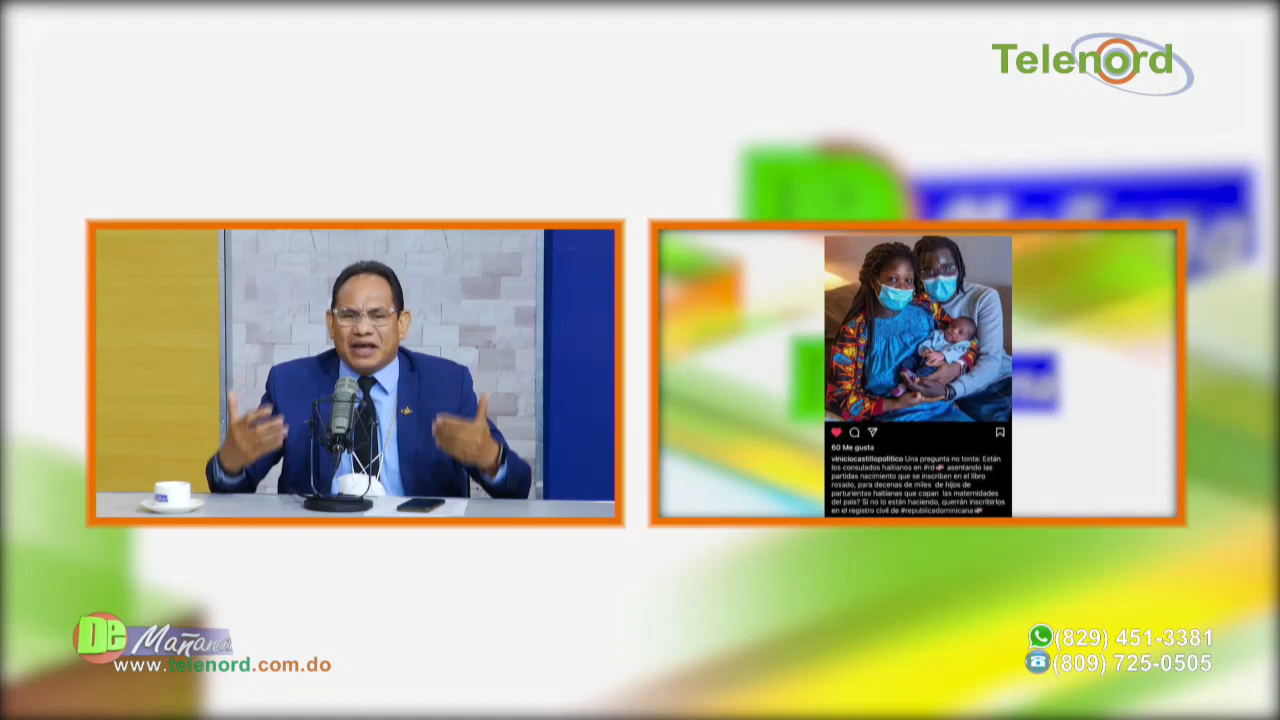 Telenord
60 Me gusta
viniciocastillopolitico Una pregunta no tonta: Están
los consulados haitianos en #rd asentando las
partidas nacimiento que se inscriben en el libro
rosado, para decenas de miles de hijos de
parturientas haitianas que copan las maternidades
del país? Si no lo están haciendo, querrán inscribirlos
en el registro civil de #republicadominicana
De Mañana
www.telenord.com.do
(829) 451-3381
(809) 725-0505